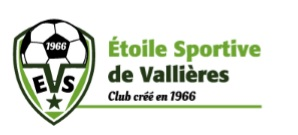 1966
EVS
Étoile Sportive
de Vallières
Club créé en 1966